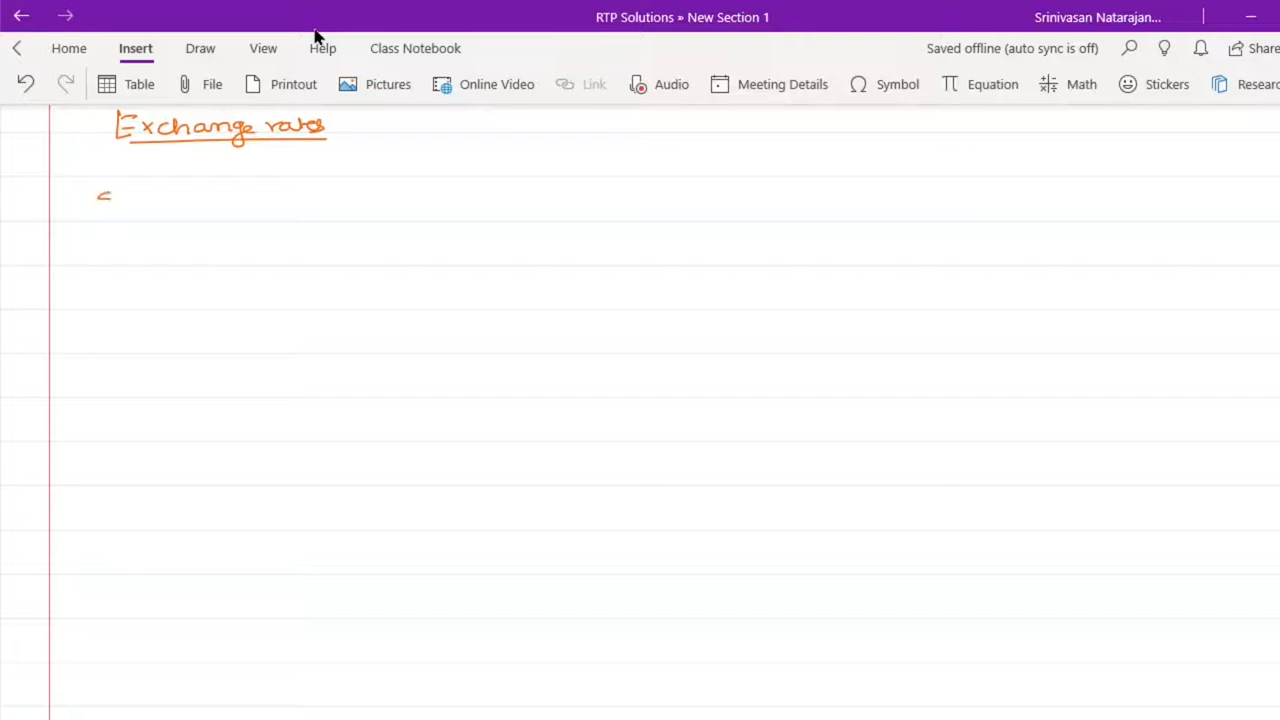 RTP Solutions » New Section 1 Srinivasan Natarajan...
Home Insert Draw View Help Class Notebook Saved offline (auto sync is off) Share
Table File Printout Pictures Online Video Link Audio Meeting Details Symbol Equation Math Stickers Researc
Exchange rates